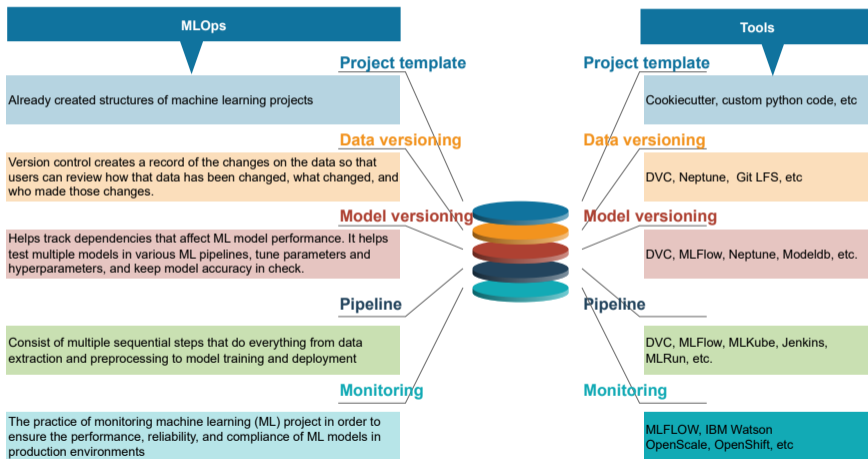 MLOps
Tools
Project template
Project template
Already created structures of machine learning projects
Cookiecutter, custom python code, etc
Data versioning
Data versioning
Version control creates a record of the changes on the data so that
users can review how that data has been changed, what changed, and
who made those changes.
DVC, Neptune,  Git LFS, etc
Model versioning
Model versioning
Helps track dependencies that affect ML model performance. It helps
test multiple models in various ML pipelines, tune parameters and
hyperparameters, and keep model accuracy in check.
DVC, MLFlow, Neptune, Modeldb, etc.
Pipeline
Pipeline
Consist of multiple sequential steps that do everything from data
extraction and preprocessing to model training and deployment
DVC, MLFlow, MLKube, Jenkins,
MLRun, etc.
Monitoring
Monitoring
The practice of monitoring machine learning (ML) project in order to
ensure the performance, reliability, and compliance of ML models in
production environments
MLFLOW, IBM Watson
OpenScale, OpenShift, etc